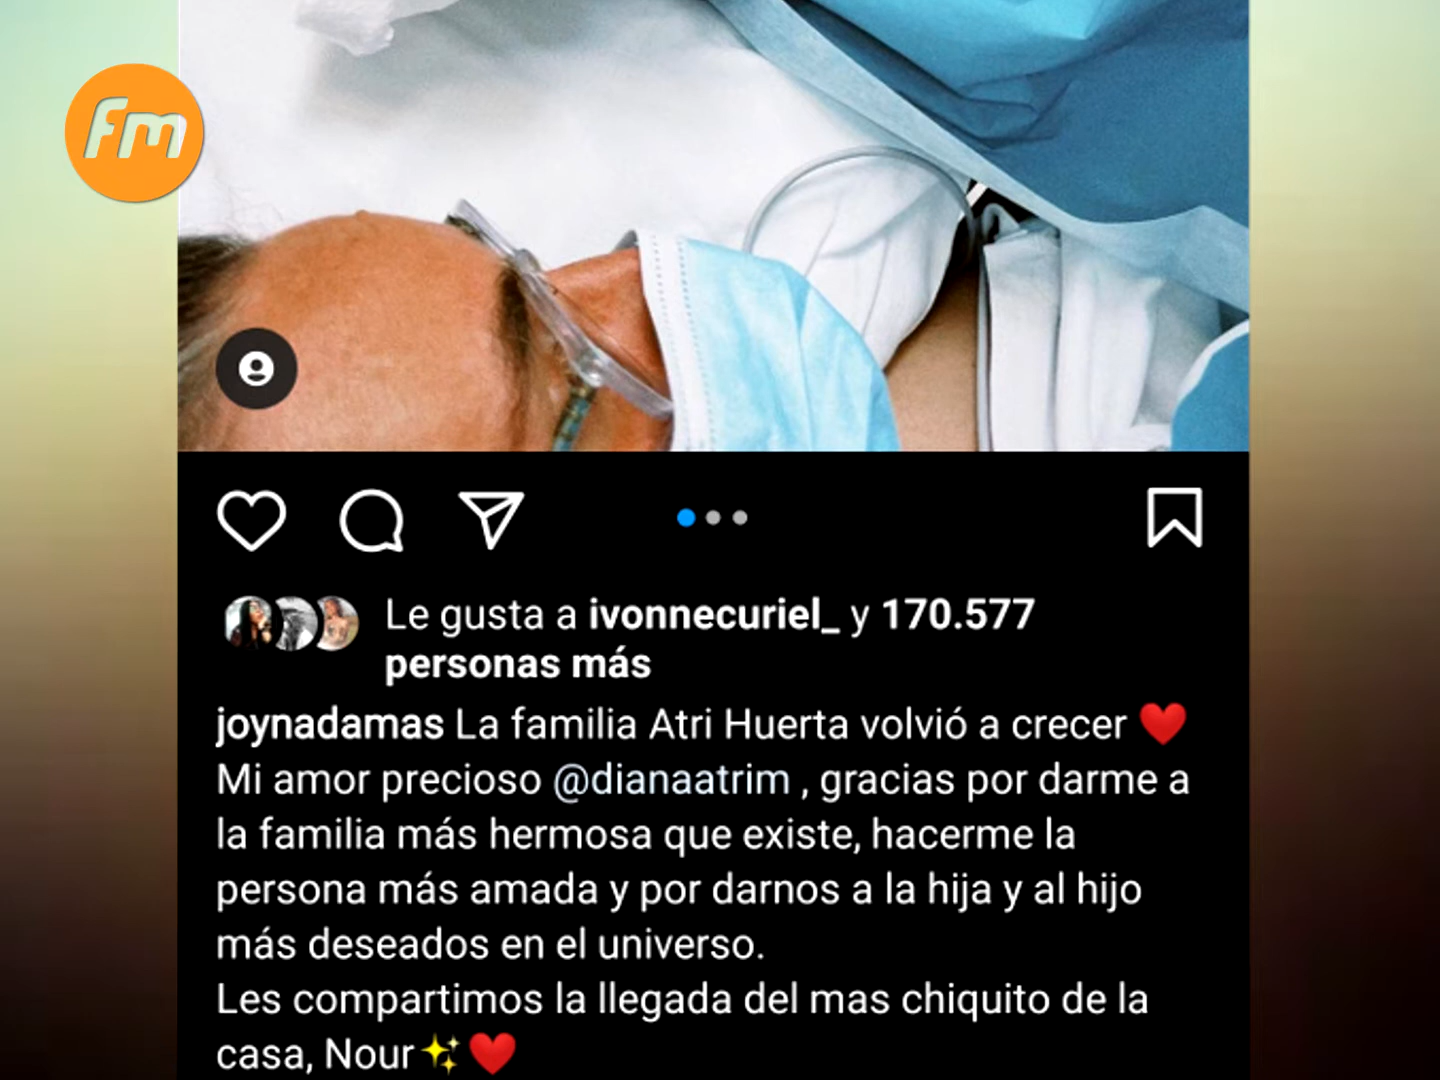 fm
Le gusta a ivonnecuriel_ y 170.577
personas más
joynadamas La familia Atri Huerta volvió a crecer ❤️
Mi amor precioso @dianaatrim , gracias por darme a
la familia más hermosa que existe, hacerme la
persona más amada y por darnos a la hija y al hijo
más deseados en el universo.
Les compartimos la llegada del mas chiquito de la
casa, Nour✨❤️